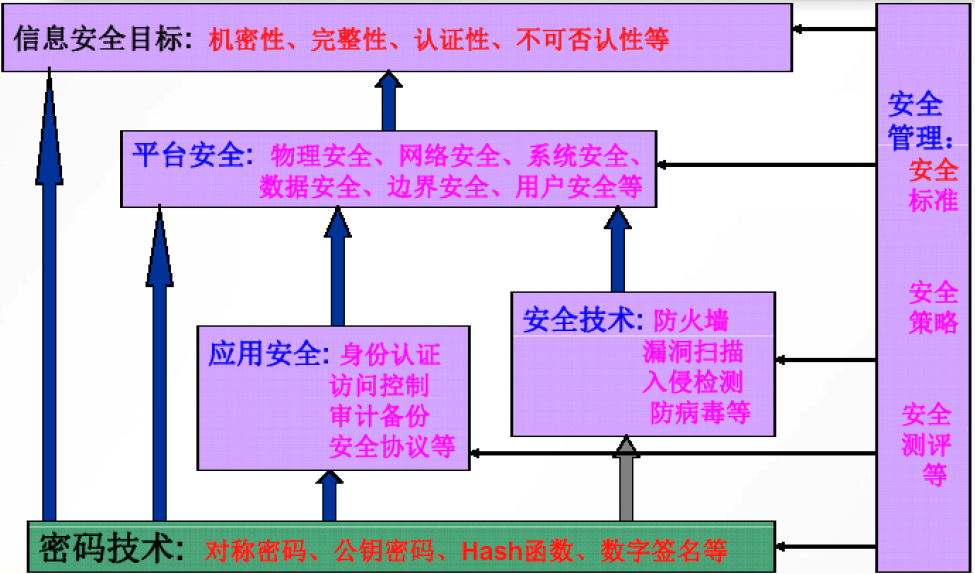 信息安全目标: 机密性、完整性、认证性、不可否认性等
平台安全: 物理安全、网络安全、系统安全、
数据安全、边界安全、用户安全等
应用安全: 身份认证
访问控制
审计备份
安全协议等
安全技术: 防火墙
漏洞扫描
入侵检测
防病毒等
密码技术: 对称密码、公钥密码、Hash函数、数字签名等
安全
管理:
安全
标准
安全
策略
安全
测评
等